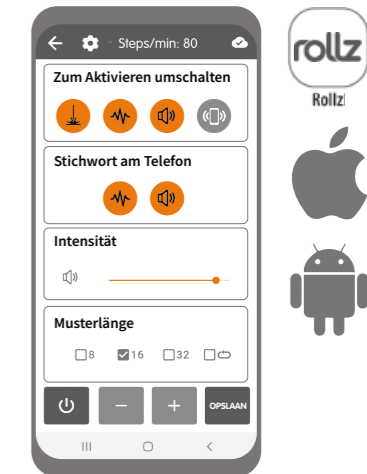 Steps/min: 80
Zum Aktivieren umschalten
Stichwort am Telefon
Intensität
Musterlänge
8 16 32
OPSLAAN
rollz
Rollz